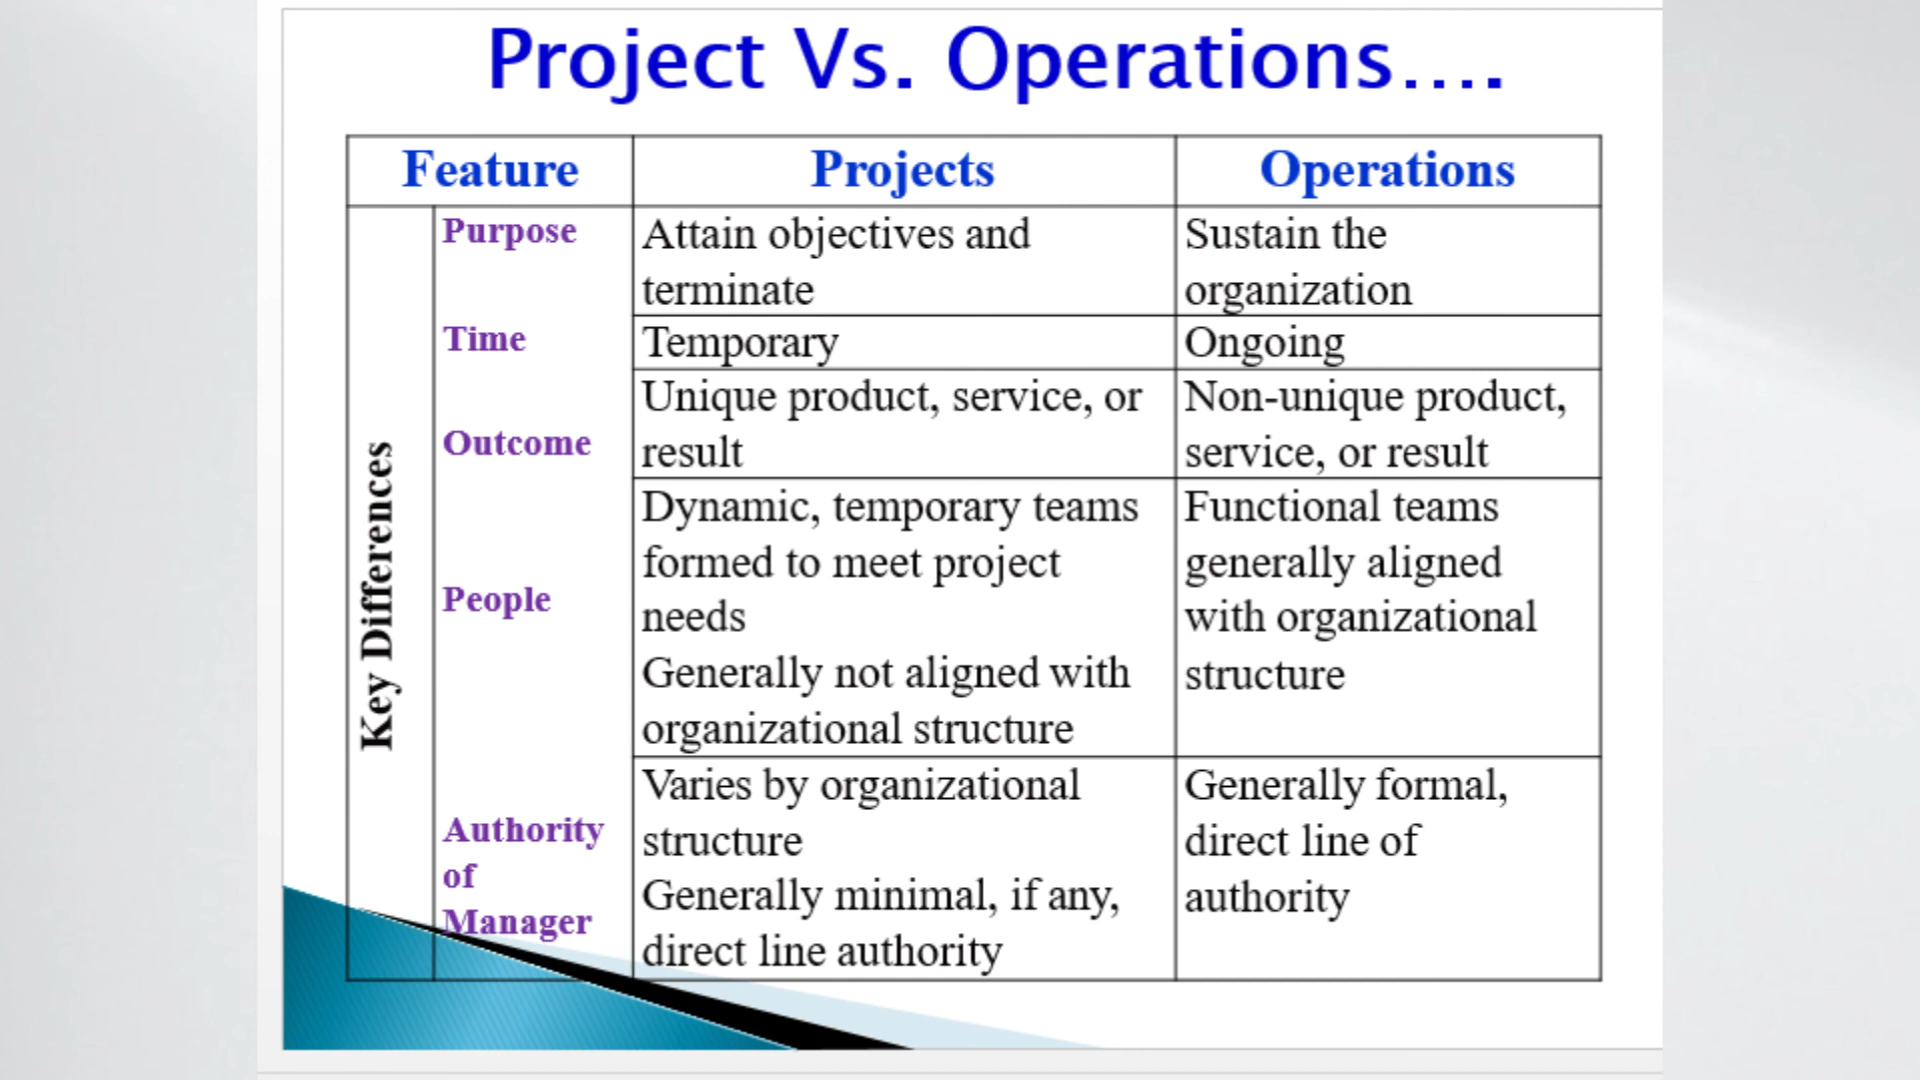 Project Vs. Operations....
Feature
Projects
Operations
Key Differences
Purpose
Attain objectives and
terminate
Sustain the
organization
Time
Temporary
Ongoing
Outcome
Unique product, service, or
result
Non-unique product,
service, or result
People
Dynamic, temporary teams
formed to meet project
needs
Generally not aligned with
organizational structure
Functional teams
generally aligned
with organizational
structure
Authority
of
Manager
Varies by organizational
structure
Generally minimal, if any,
direct line authority
Generally formal,
direct line of
authority